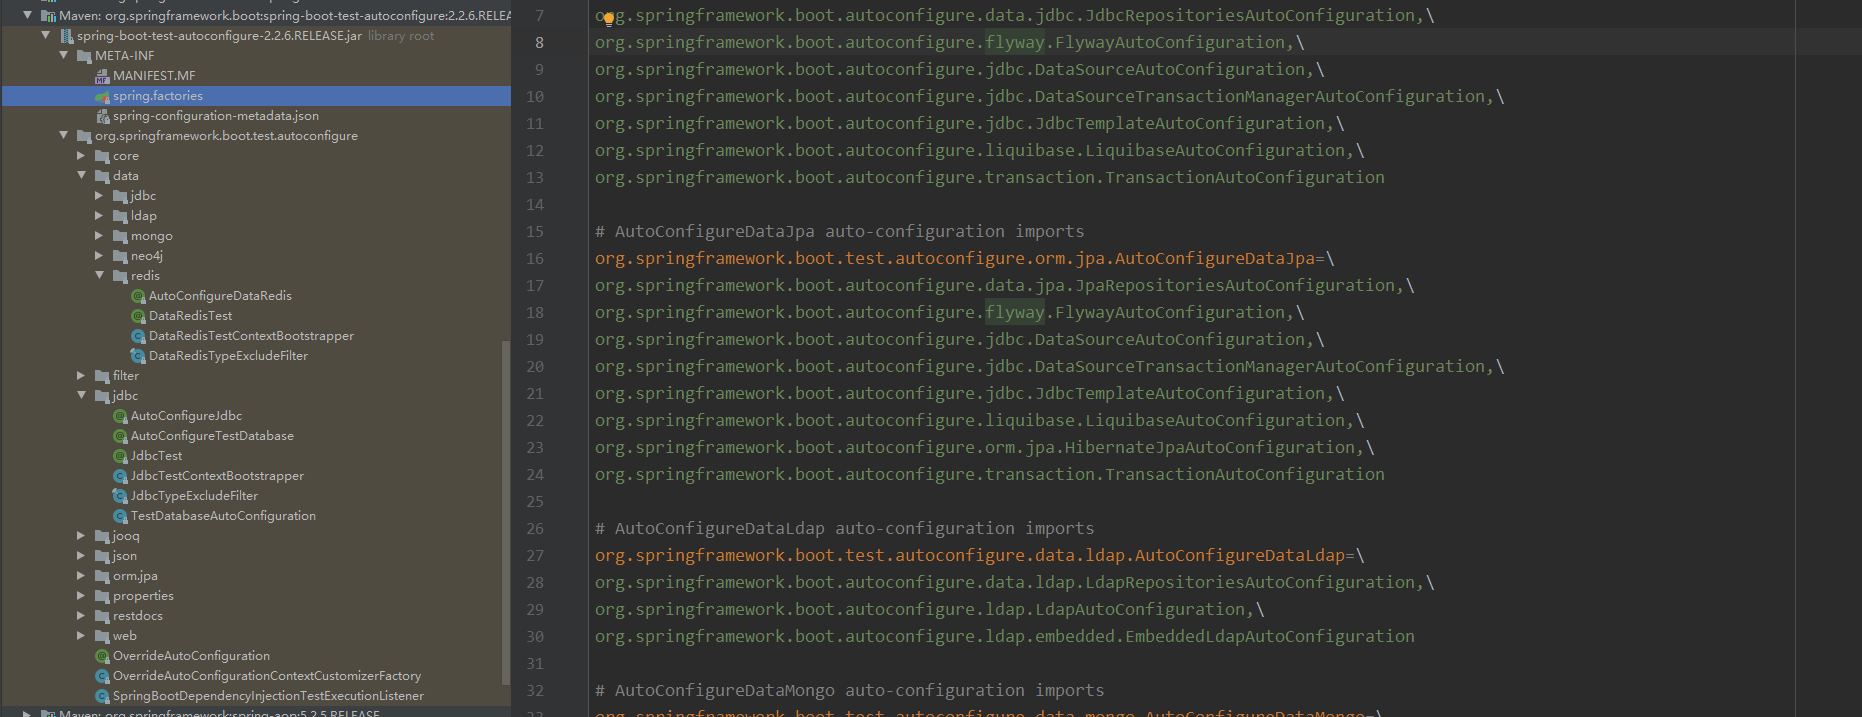 Maven: org.springframework.boot:spring-boot-test-autoconfigure:2.2.6.RELEA
spring-boot-test-autoconfigure-2.2.6.RELEASE.jar library root
META-INF
MANIFEST.MF
spring.factories
spring-configuration-metadata.json
org.springframework.boot.test.autoconfigure
core
data
jdbc
ldap
mongo
neo4j
redis
AutoConfigureDataRedis
DataRedisTest
DataRedisTestContextBootstrapper
DataRedisTypeExcludeFilter
filter
jdbc
AutoConfigureJdbc
AutoConfigureTestDatabase
JdbcTest
JdbcTestContextBootstrapper
JdbcTypeExcludeFilter
TestDatabaseAutoConfiguration
jooq
json
orm.jpa
properties
restdocs
web
OverrideAutoConfiguration
OverrideAutoConfigurationContextCustomizerFactory
SpringBootDependencyInjectionTestExecutionListener
Maven: org.springframework:spring-aop:5.2.5.RELEASE
7 org.springframework.boot.autoconfigure.data.jdbc.JdbcRepositoriesAutoConfiguration,\
8 org.springframework.boot.autoconfigure.flyway.FlywayAutoConfiguration,\
9 org.springframework.boot.autoconfigure.jdbc.DataSourceAutoConfiguration,\
10 org.springframework.boot.autoconfigure.jdbc.DataSourceTransactionManagerAutoConfiguration,\
11 org.springframework.boot.autoconfigure.jdbc.JdbcTemplateAutoConfiguration,\
12 org.springframework.boot.autoconfigure.liquibase.LiquibaseAutoConfiguration,\
13 org.springframework.boot.autoconfigure.transaction.TransactionAutoConfiguration
14
15 # AutoConfigureDataJpa auto-configuration imports
16 org.springframework.boot.test.autoconfigure.orm.jpa.AutoConfigureDataJpa=\
17 org.springframework.boot.autoconfigure.data.jpa.JpaRepositoriesAutoConfiguration,\
18 org.springframework.boot.autoconfigure.flyway.FlywayAutoConfiguration,\
19 org.springframework.boot.autoconfigure.jdbc.DataSourceAutoConfiguration,\
20 org.springframework.boot.autoconfigure.jdbc.DataSourceTransactionManagerAutoConfiguration,\
21 org.springframework.boot.autoconfigure.jdbc.JdbcTemplateAutoConfiguration,\
22 org.springframework.boot.autoconfigure.liquibase.LiquibaseAutoConfiguration,\
23 org.springframework.boot.autoconfigure.orm.jpa.HibernateJpaAutoConfiguration,\
24 org.springframework.boot.autoconfigure.transaction.TransactionAutoConfiguration
25
26 # AutoConfigureDataLdap auto-configuration imports
27 org.springframework.boot.test.autoconfigure.data.ldap.AutoConfigureDataLdap=\
28 org.springframework.boot.autoconfigure.data.ldap.LdapRepositoriesAutoConfiguration,\
29 org.springframework.boot.autoconfigure.ldap.LdapAutoConfiguration,\
30 org.springframework.boot.autoconfigure.ldap.embedded.EmbeddedLdapAutoConfiguration
31
32 # AutoConfigureDataMongo auto-configuration imports
33 org.springframework.boot.test.autoconfigure.data.mongo.AutoConfigureDataMongo=\